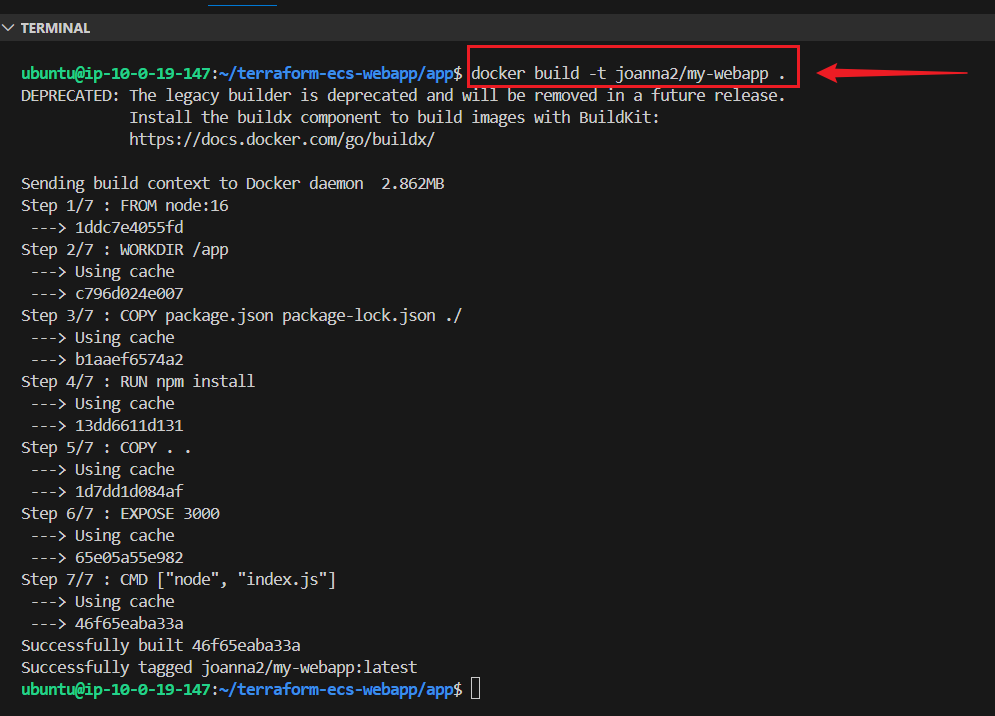 TERMINAL
ubuntu@ip-10-0-19-147:~/terraform-ecs-webapp/app$ docker build -t joanna2/my-webapp .
DEPRECATED: The legacy builder is deprecated and will be removed in a future release.
            Install the buildx component to build images with BuildKit:
            https://docs.docker.com/go/buildx/
Sending build context to Docker daemon  2.862MB
Step 1/7 : FROM node:16
 ---> 1ddc7e4055fd
Step 2/7 : WORKDIR /app
 ---> Using cache
 ---> c796d024e007
Step 3/7 : COPY package.json package-lock.json ./
 ---> Using cache
 ---> b1aaef6574a2
Step 4/7 : RUN npm install
 ---> Using cache
 ---> 13dd6611d131
Step 5/7 : COPY . .
 ---> Using cache
 ---> 1d7dd1d084af
Step 6/7 : EXPOSE 3000
 ---> Using cache
 ---> 65e05a55e982
Step 7/7 : CMD ["node", "index.js"]
 ---> Using cache
 ---> 46f65eaba33a
Successfully built 46f65eaba33a
Successfully tagged joanna2/my-webapp:latest
ubuntu@ip-10-0-19-147:~/terraform-ecs-webapp/app$